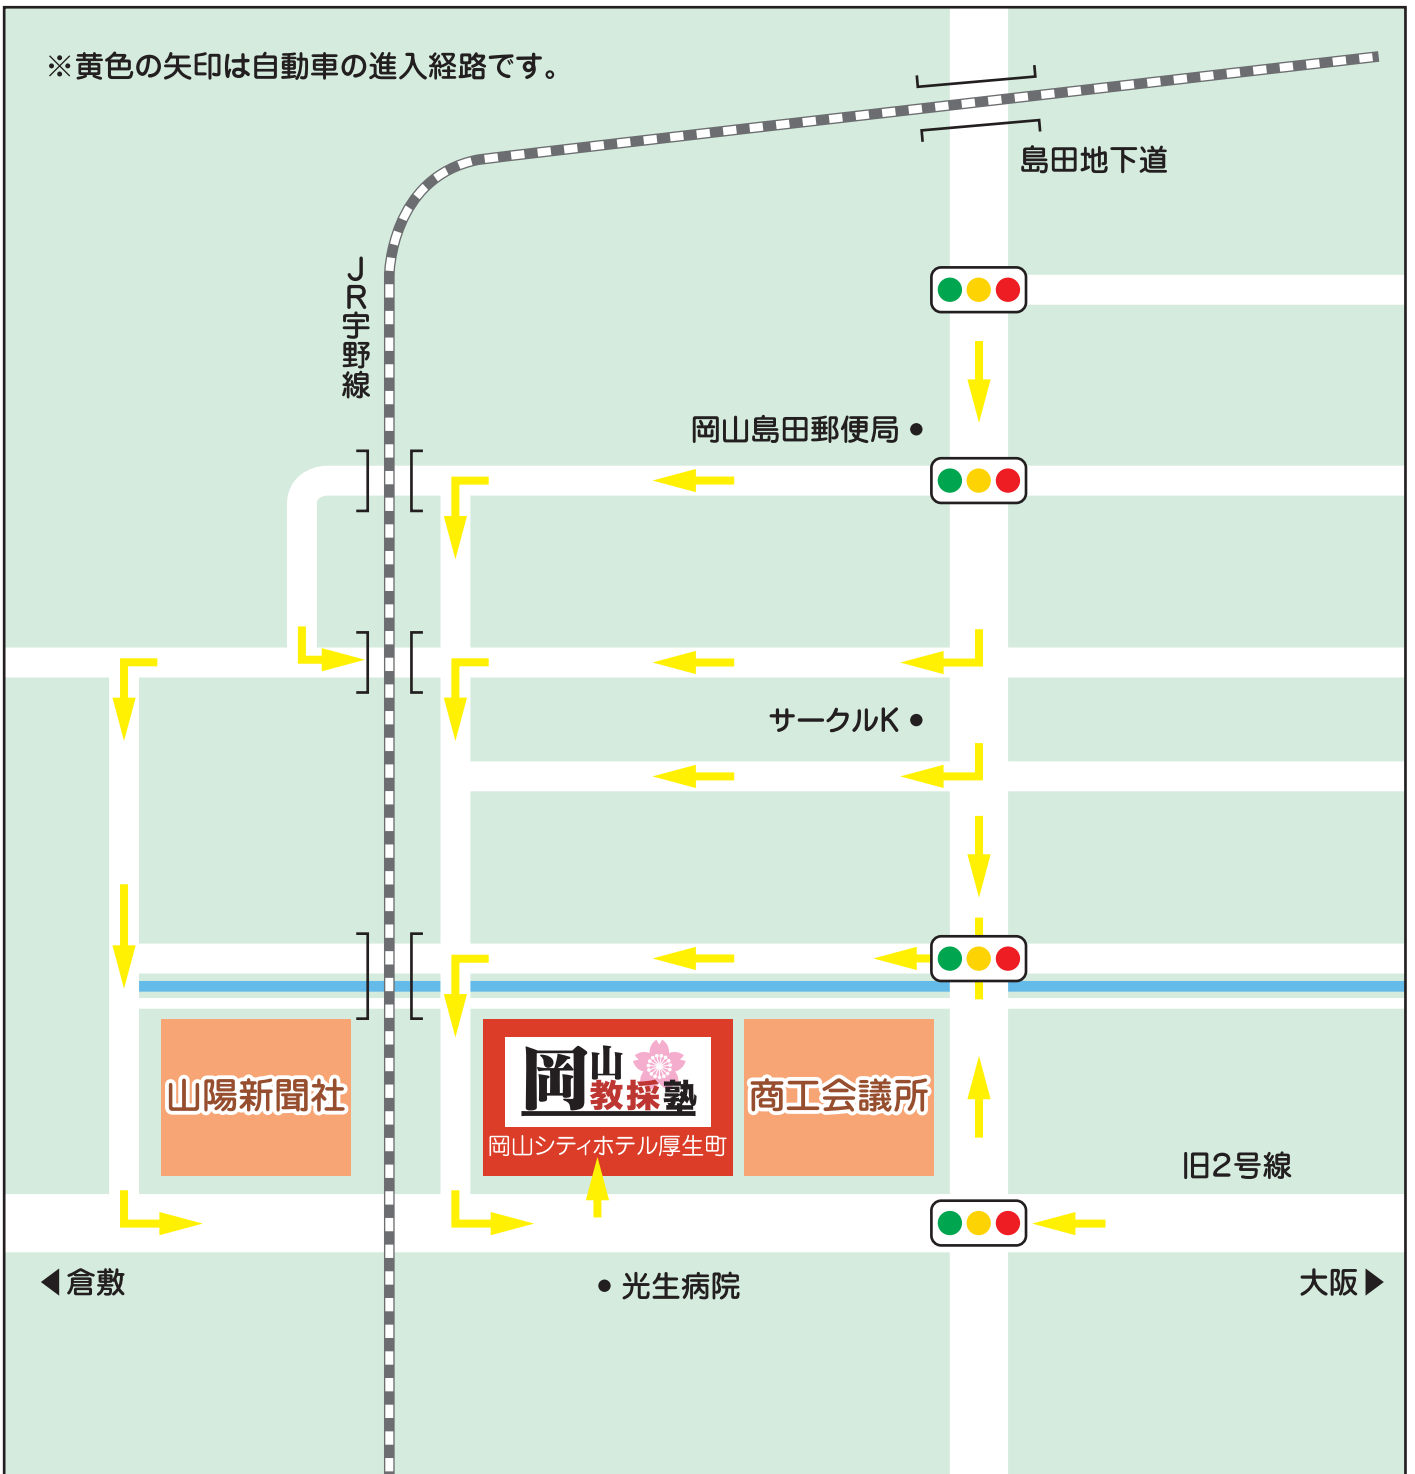 ※黄色の矢印は自動車の進入経路です。
島田地下道
JR宇野線
岡山島田郵便局
サークルK
山陽新聞社
岡山
教採塾
岡山シティホテル厚生町
商工会議所
旧2号線
倉敷
光生病院
大阪